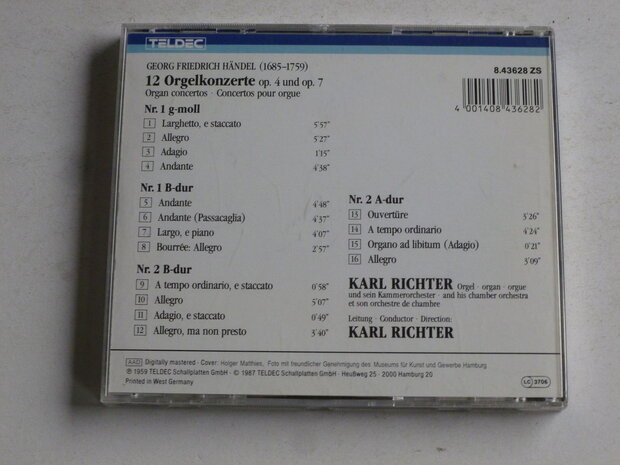 TELDEC
GEORG FRIEDRICH HÄNDEL (1685–1759)
8.43628 ZS
12 Orgelkonzerte op. 4 und op. 7
Organ concertos · Concertos pour orgue
4 001408 436282
Nr. 1 g-moll
1 Larghetto, e staccato 5'57"
2 Allegro 5'27"
3 Adagio 1'15"
4 Andante 4'38"
Nr. 1 B-dur
5 Andante 4'48"
6 Andante (Passacaglia) 4'37"
7 Largo, e piano 4'07"
8 Bourrée: Allegro 2'57"
Nr. 2 B-dur
9 A tempo ordinario, e staccato 0'58"
10 Allegro 5'07"
11 Adagio, e staccato 0'49"
12 Allegro, ma non presto 3'40"
Nr. 2 A-dur
13 Ouvertüre 3'26"
14 A tempo ordinario 4'24"
15 Organo ad libitum (Adagio) 0'21"
16 Allegro 3'09"
KARL RICHTER Orgel · organ · orgue
und sein Kammerorchester · and his chamber orchestra
et son orchestre de chambre
Leitung · Conductor · Direction:
KARL RICHTER
AAD Digitally mastered · Cover: Holger Matthies, Foto mit freundlicher Genehmigung des Museums für Kunst und Gewerbe Hamburg.
℗ 1959 TELDEC Schallplatten GmbH · © 1987 TELDEC Schallplatten GmbH · Heußweg 25 · 2000 Hamburg 20
Printed in West Germany
LC 3706